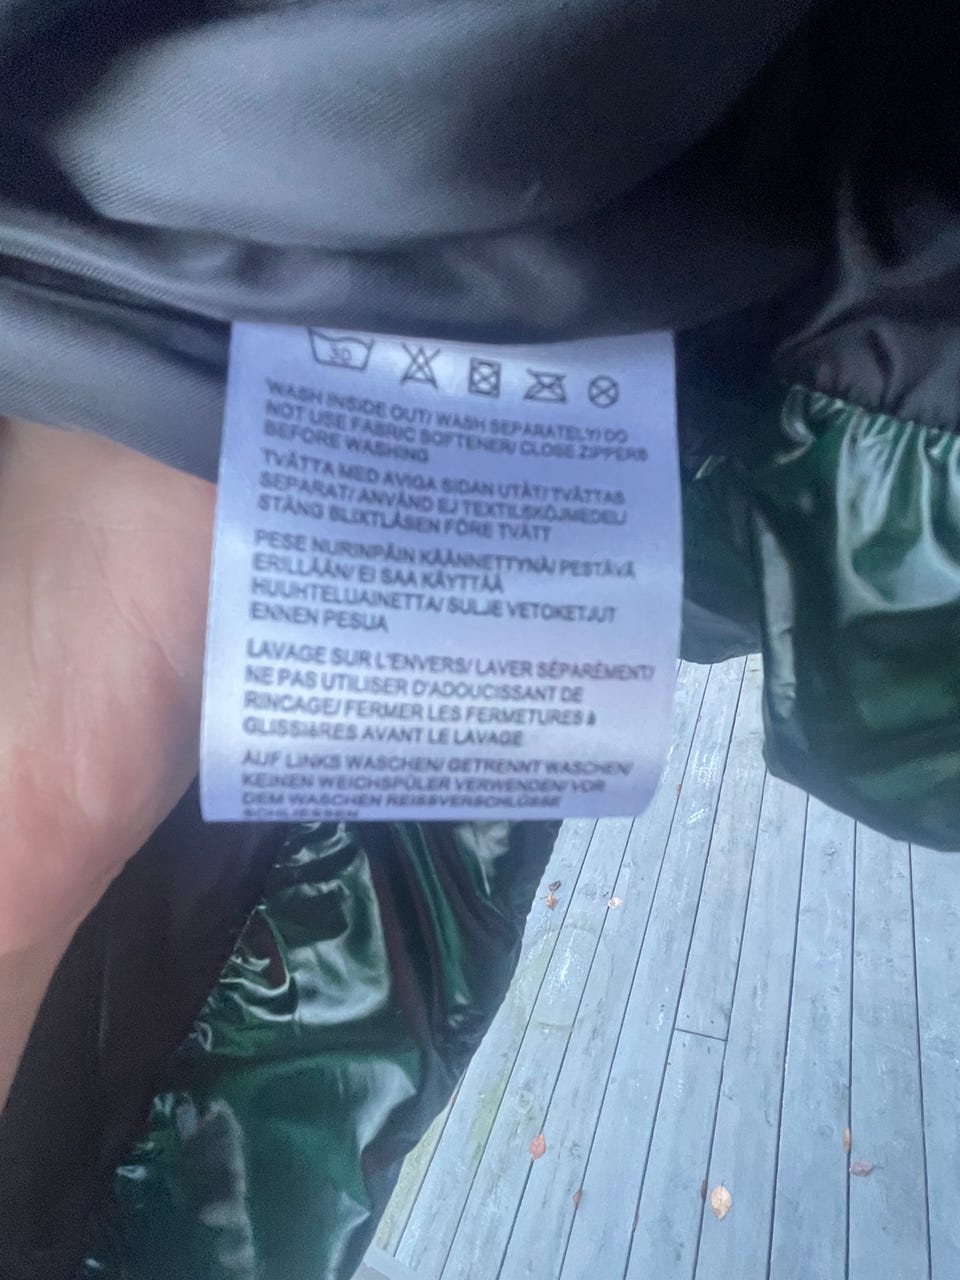 30
WASH INSIDE OUT/ WASH SEPARATELY/ DO
NOT USE FABRIC SOFTENER/ CLOSE ZIPPERS
BEFORE WASHING
TVÄTTA MED AVIGA SIDAN UTÅT/ TVÄTTAS
SEPARAT/ ANVÄND EJ TEXTILSKÖJMEDEL/
STÄNG BLIXTLÅSEN FÖRE TVÄTT
PESE NURINPÄIN KÄÄNNETTYNÄ/ PESTÄVÄ
ERILLÄÄN/ EI SAA KÄYTTÄÄ
HUUHTELUAINETTA/ SULJE VETOKETJUT
ENNEN PESUA
LAVAGE SUR L'ENVERS/ LAVER SÉPARÉMENT/
NE PAS UTILISER D'ADOUCISSANT DE
RINCAGE/ FERMER LES FERMETURES à
GLISSIèRES AVANT LE LAVAGE
AUF LINKS WASCHEN/ GETRENNT WASCHEN/
KEINEN WEICHSPÜLER VERWENDEN/ VOR
DEM WASCHEN REISSVERSCHLÜSSE
SCHLIESSEN